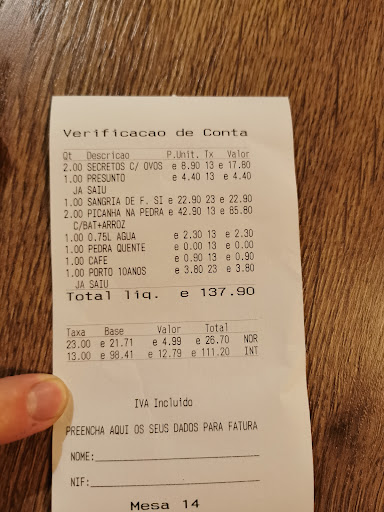 Verificacao de Conta
Qt Descricao P.Unit. Tx Valor
2.00 SECRETOS C/ OVOS e 8.90 13 e 17.80
1.00 PRESUNTO e 4.40 13 e 4.40
JA SAIU
1.00 SANGRIA DE F. SI e 22.90 23 e 22.90
2.00 PICANHA NA PEDRA e 42.90 13 e 85.80
C/BAT+ARROZ
1.00 0.75L AGUA e 2.30 13 e 2.30
1.00 PEDRA QUENTE e 0.00 13 e 0.00
1.00 CAFE e 0.90 13 e 0.90
1.00 PORTO 10ANOS e 3.80 23 e 3.80
JA SAIU
Total liq. e 137.90
Taxa Base Valor Total
23.00 e 21.71 e 4.99 e 26.70 NOR
13.00 e 98.41 e 12.79 e 111.20 INT
IVA Incluido
PREENCHA AQUI OS SEUS DADOS PARA FATURA
NOME:
NIF:
Mesa 14